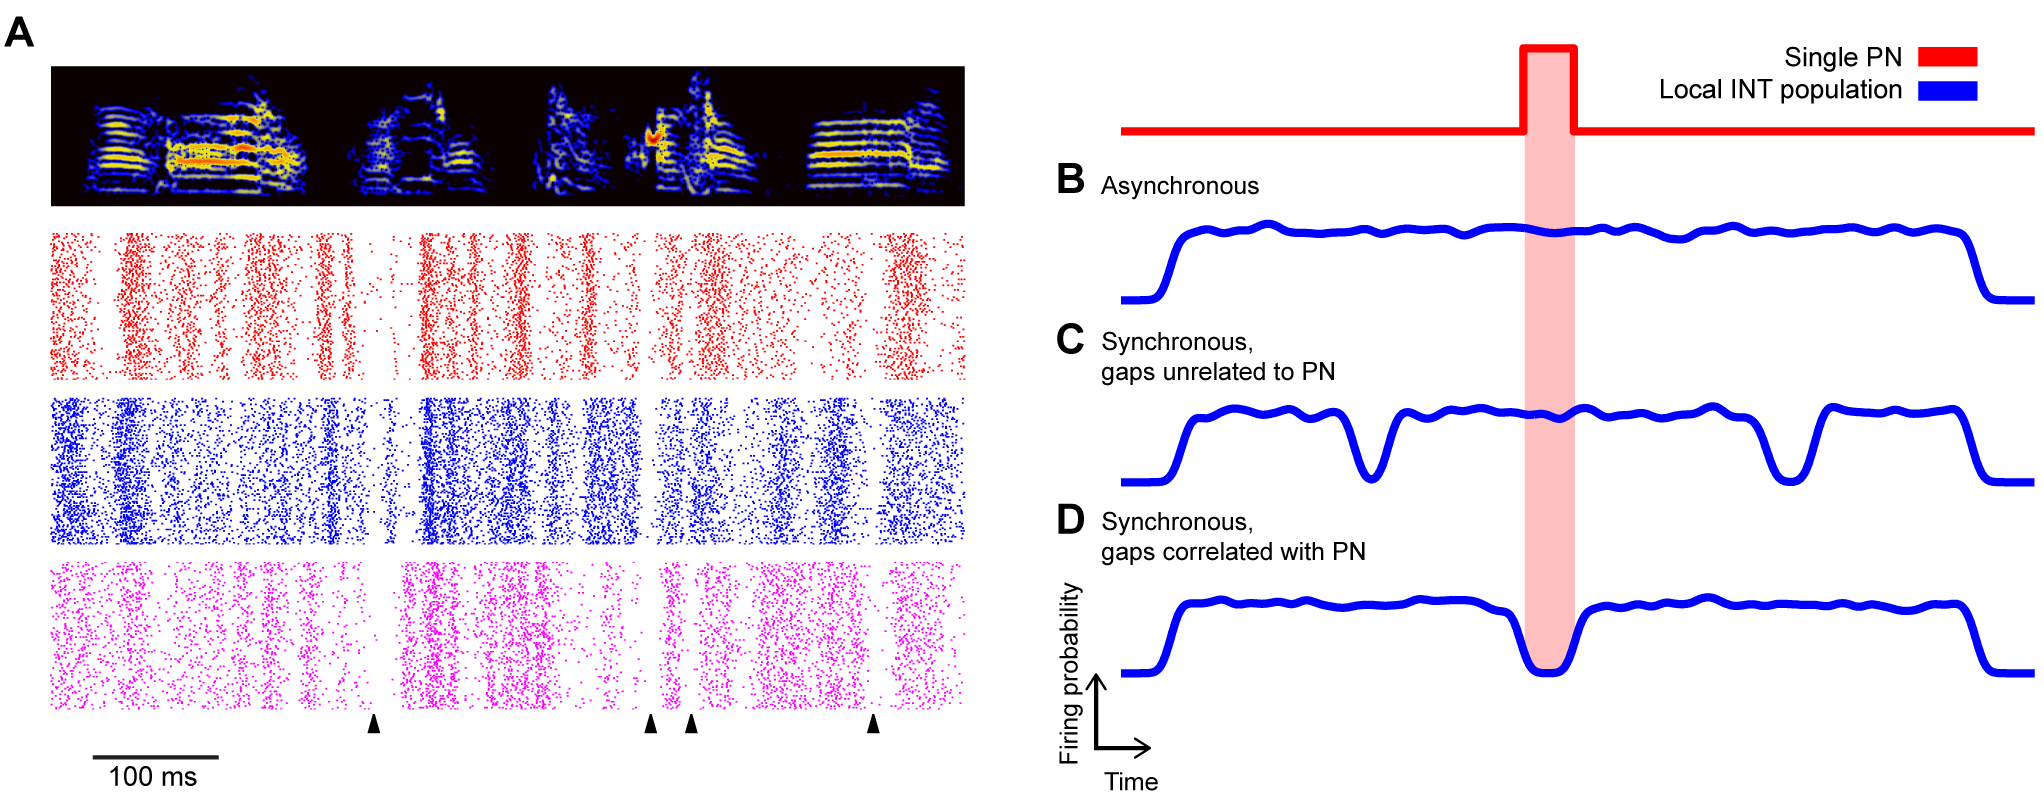 A
100 ms
Single PN
Local INT population
B Asynchronous
C Synchronous,
gaps unrelated to PN
D Synchronous,
gaps correlated with PN
Firing probability
Time